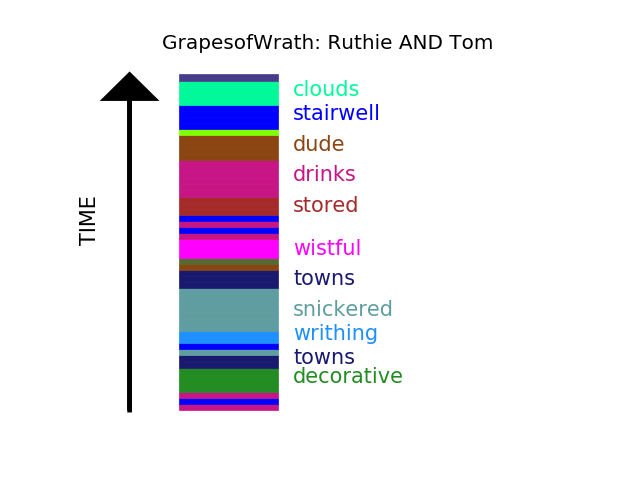 GrapesofWrath: Ruthie AND Tom
clouds
stairwell
dude
drinks
stored
TIME
wistful
towns
snickered
writhing
towns
decorative